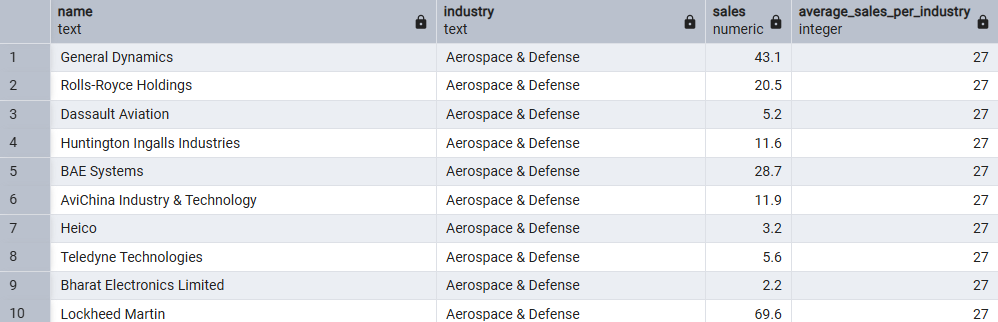 name industry sales average_sales_per_industry
text text numeric integer
1 General Dynamics Aerospace & Defense 43.1 27
2 Rolls-Royce Holdings Aerospace & Defense 20.5 27
3 Dassault Aviation Aerospace & Defense 5.2 27
4 Huntington Ingalls Industries Aerospace & Defense 11.6 27
5 BAE Systems Aerospace & Defense 28.7 27
6 AviChina Industry & Technology Aerospace & Defense 11.9 27
7 Heico Aerospace & Defense 3.2 27
8 Teledyne Technologies Aerospace & Defense 5.6 27
9 Bharat Electronics Limited Aerospace & Defense 2.2 27
10 Lockheed Martin Aerospace & Defense 69.6 27